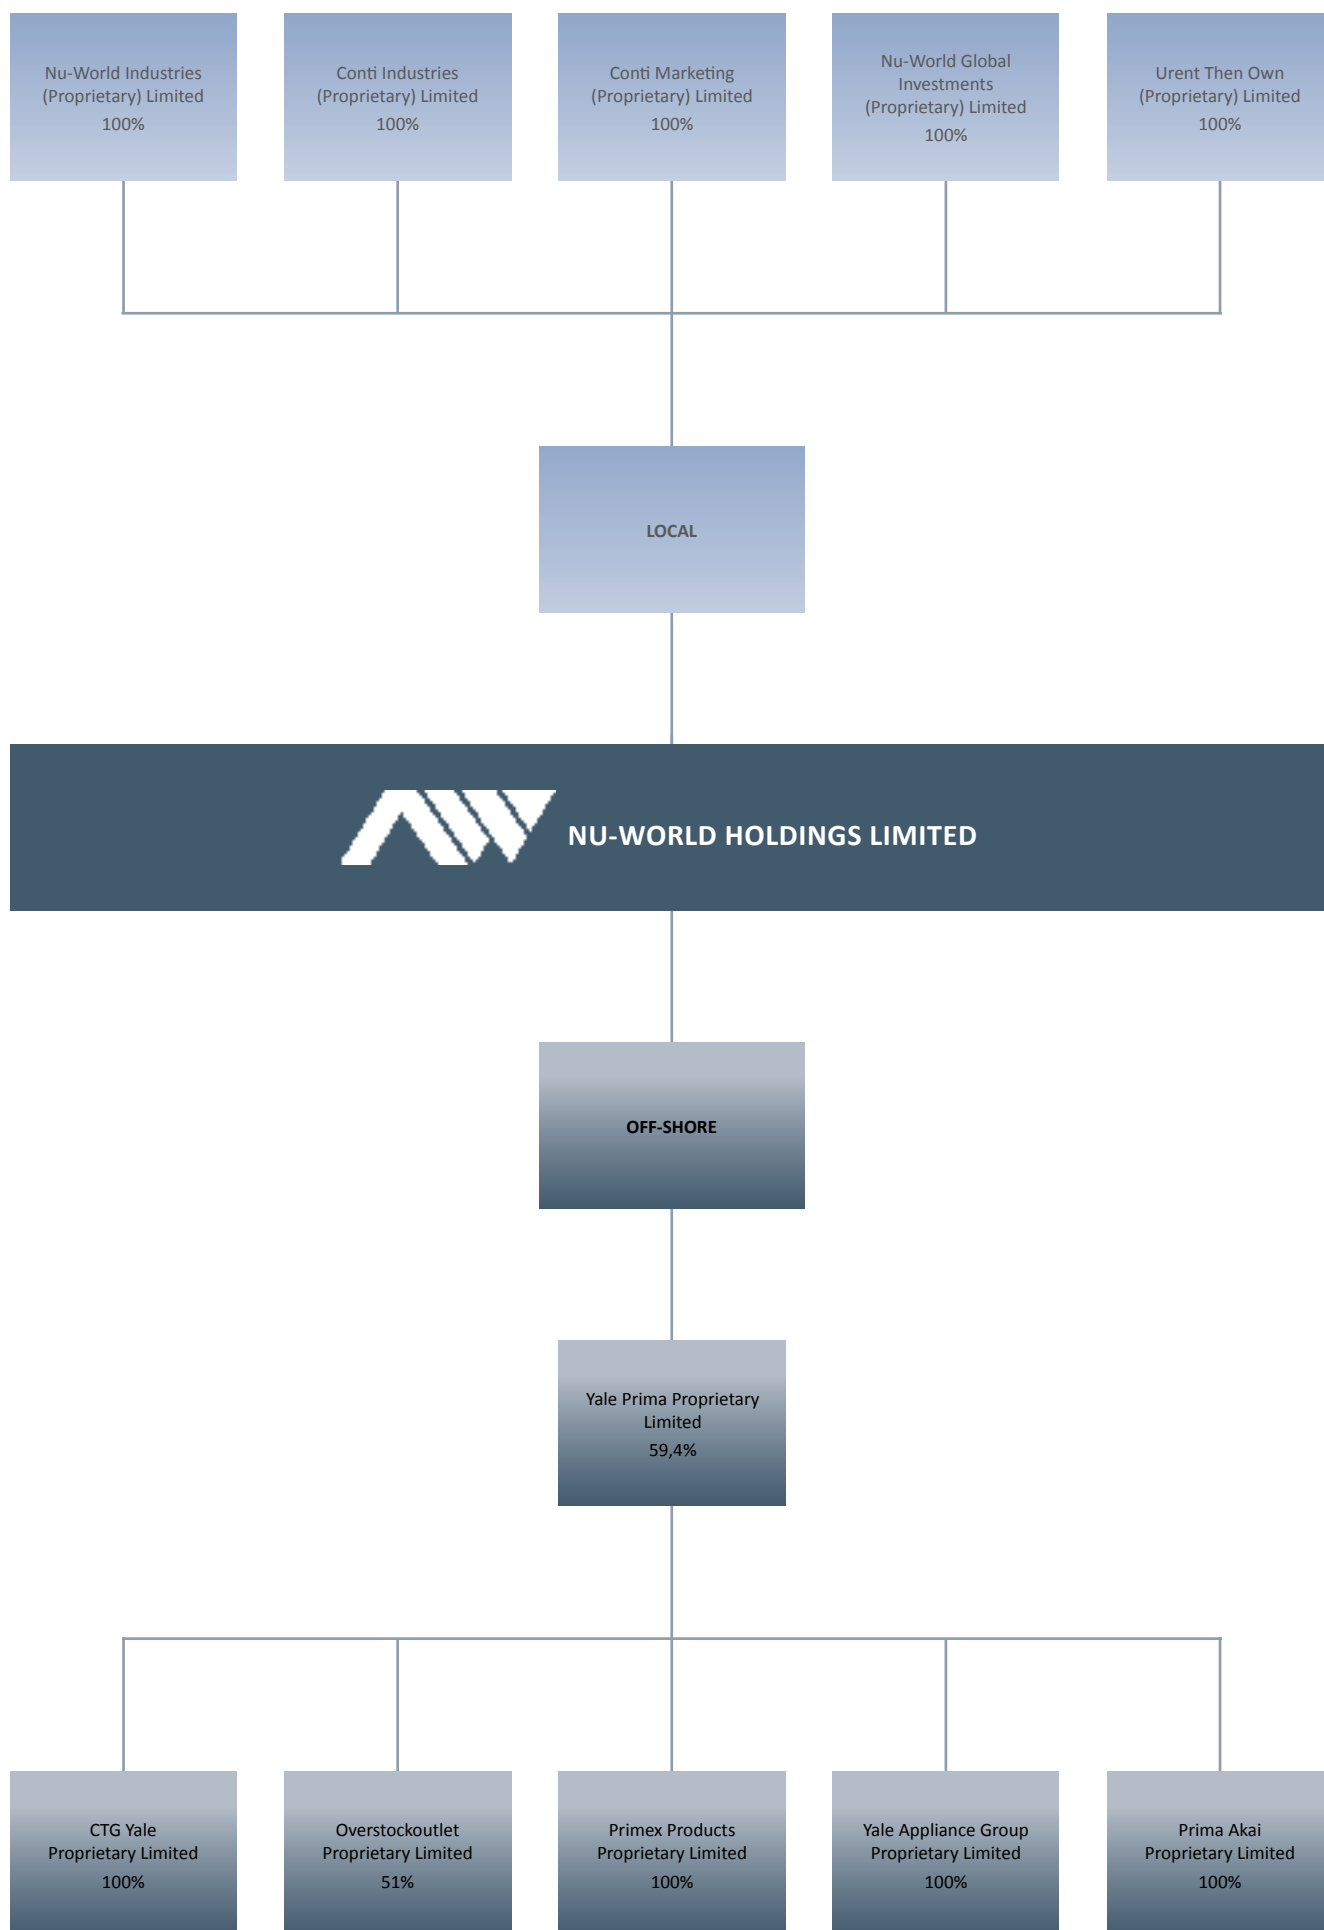 Nu-World Industries
(Proprietary) Limited
100%
Conti Industries
(Proprietary) Limited
100%
Conti Marketing
(Proprietary) Limited
100%
Nu-World Global
Investments
(Proprietary) Limited
100%
Urent Then Own
(Proprietary) Limited
100%
LOCAL
NU-WORLD HOLDINGS LIMITED
OFF-SHORE
Yale Prima Proprietary
Limited
59,4%
CTG Yale
Proprietary Limited
100%
Overstockoutlet
Proprietary Limited
51%
Primex Products
Proprietary Limited
100%
Yale Appliance Group
Proprietary Limited
100%
Prima Akai
Proprietary Limited
100%